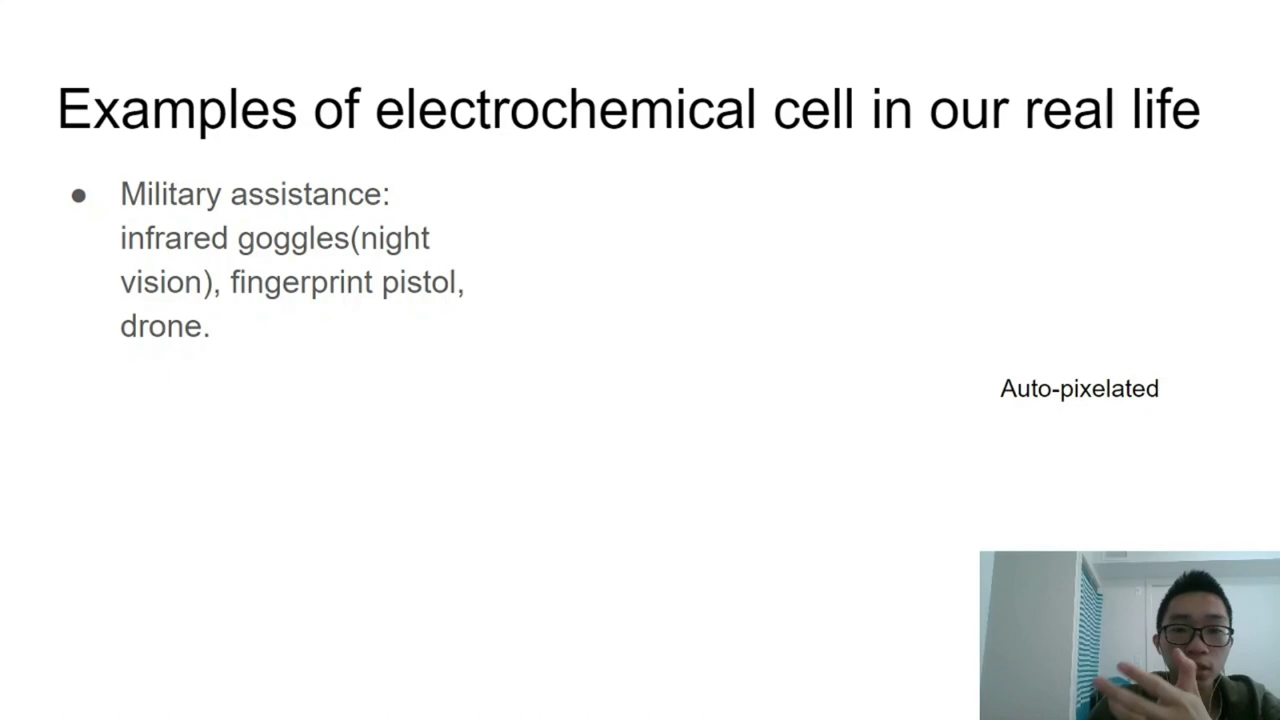 Examples of electrochemical cell in our real life
● Military assistance:
infrared goggles(night
vision), fingerprint pistol,
drone.
Auto-pixelated